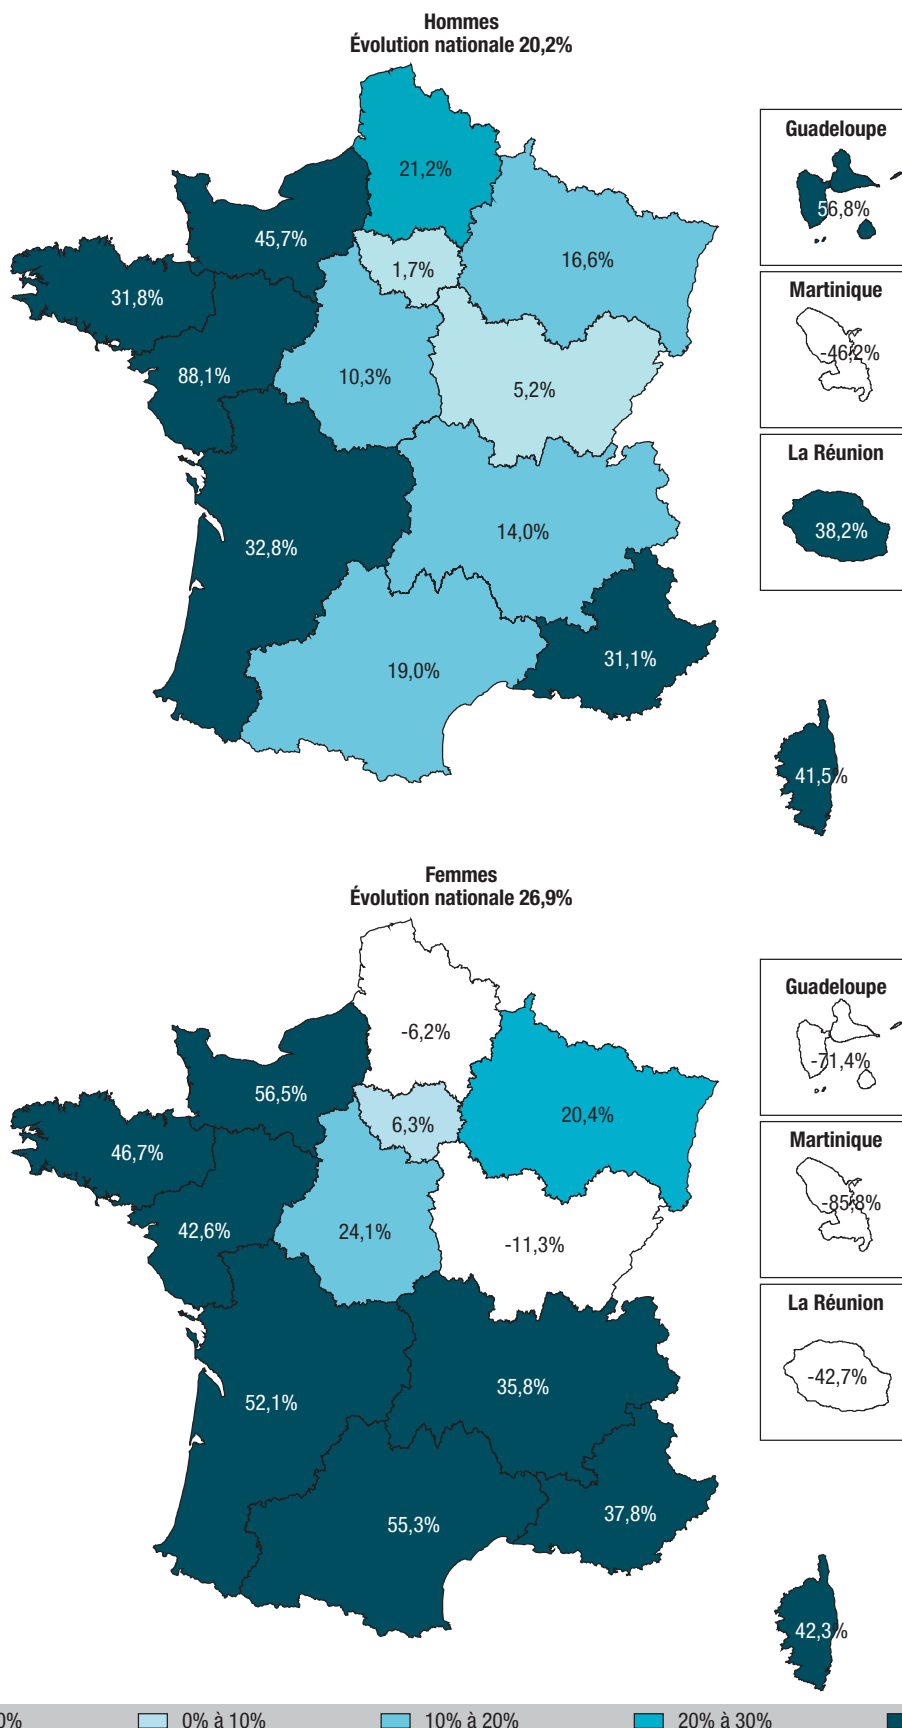 Hommes
Évolution nationale 20,2%
21,2%
Guadeloupe
56,8%
45,7%
16,6%
1,7%
Martinique
-46,2%
31,8%
88,1%
10,3%
5,2%
La Réunion
38,2%
32,8%
14,0%
19,0%
31,1%
41,5%
Femmes
Évolution nationale 26,9%
-6,2%
Guadeloupe
-71,4%
56,5%
20,4%
6,3%
Martinique
-85,8%
46,7%
42,6%
24,1%
-11,3%
La Réunion
-42,7%
52,1%
35,8%
55,3%
37,8%
42,3%
0% 0% à 10% 10% à 20% 20% à 30%